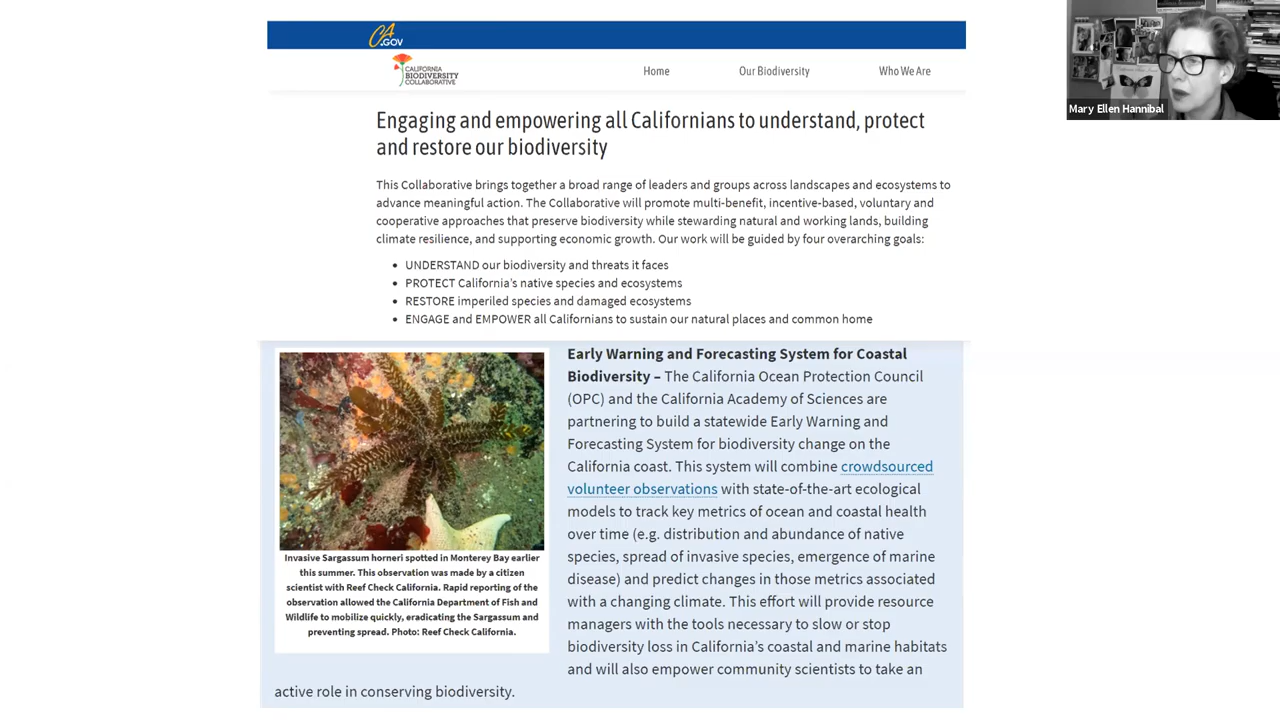 CA
.GOV
CALIFORNIA
BIODIVERSITY
COLLABORATIVE
Home
Our Biodiversity
Who We Are
Mary Ellen Hannibal
Engaging and empowering all Californians to understand, protect
and restore our biodiversity
This Collaborative brings together a broad range of leaders and groups across landscapes and ecosystems to
advance meaningful action. The Collaborative will promote multi-benefit, incentive-based, voluntary and
cooperative approaches that preserve biodiversity while stewarding natural and working lands, building
climate resilience, and supporting economic growth. Our work will be guided by four overarching goals:
• UNDERSTAND our biodiversity and threats it faces
• PROTECT California's native species and ecosystems
• RESTORE imperiled species and damaged ecosystems
• ENGAGE and EMPOWER all Californians to sustain our natural places and common home
Invasive Sargassum horneri spotted in Monterey Bay earlier
this summer. This observation was made by a citizen
scientist with Reef Check California. Rapid reporting of the
observation allowed the California Department of Fish and
Wildlife to mobilize quickly, eradicating the Sargassum and
preventing spread. Photo: Reef Check California.
Early Warning and Forecasting System for Coastal
Biodiversity – The California Ocean Protection Council
(OPC) and the California Academy of Sciences are
partnering to build a statewide Early Warning and
Forecasting System for biodiversity change on the
California coast. This system will combine crowdsourced
volunteer observations with state-of-the-art ecological
models to track key metrics of ocean and coastal health
over time (e.g. distribution and abundance of native
species, spread of invasive species, emergence of marine
disease) and predict changes in those metrics associated
with a changing climate. This effort will provide resource
managers with the tools necessary to slow or stop
biodiversity loss in California's coastal and marine habitats
and will also empower community scientists to take an
active role in conserving biodiversity.